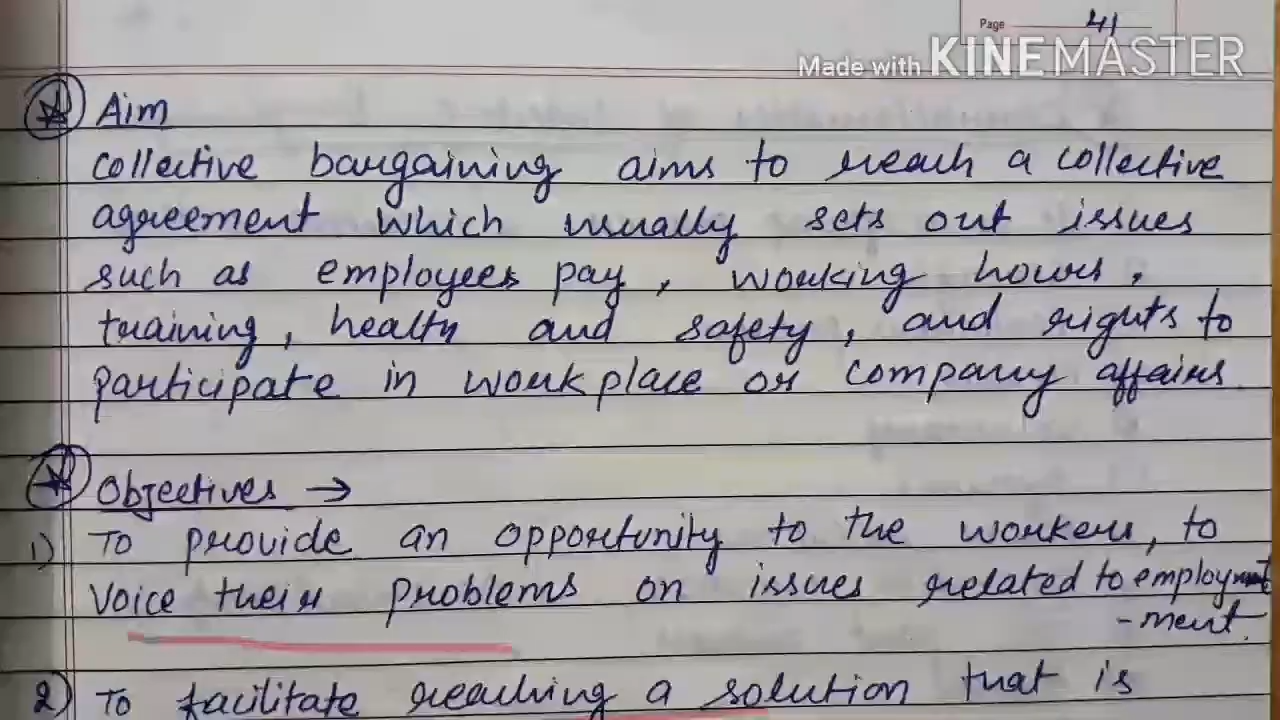 Page 41
Made with KINEMASTER
Aim
collective bargaining aims to reach a collective
agreement which usually sets out issues
such as employees pay, working hours,
training, health and safety, and rights to
participate in workplace or company affairs.
Objectives →
1) To provide an opportunity to the workers, to
voice their problems on issues related to employ
-ment.
2) To facilitate reaching a solution that is